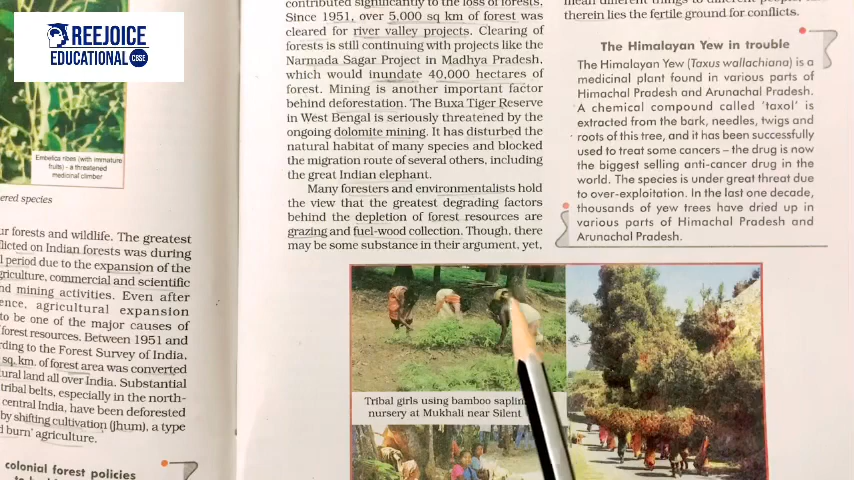 REEJOICE
EDUCATIONAL CBSE
Embelica ribes (with immature
fruits) - a threatened
medicinal climber
ered species
ur forests and wildlife. The greatest
flicted on Indian forests was during
l period due to the expansion of the
griculture, commercial and scientific
nd mining activities. Even after
ence, agricultural expansion
to be one of the major causes of
forest resources. Between 1951 and
rding to the Forest Survey of India,
sq. km. of forest area was converted
tural land all over India. Substantial
tribal belts, especially in the north-
central India, have been deforested
by shifting cultivation (jhum), a type
d burn' agriculture.
colonial forest policies
contributed significantly to the loss of forests.
Since 1951, over 5,000 sq km of forest was
cleared for river valley projects. Clearing of
forests is still continuing with projects like the
Narmada Sagar Project in Madhya Pradesh,
which would inundate 40,000 hectares of
forest. Mining is another important factor
behind deforestation. The Buxa Tiger Reserve
in West Bengal is seriously threatened by the
ongoing dolomite mining. It has disturbed the
natural habitat of many species and blocked
the migration route of several others, including
the great Indian elephant.
Many foresters and environmentalists hold
the view that the greatest degrading factors
behind the depletion of forest resources are
grazing and fuel-wood collection. Though, there
may be some substance in their argument, yet,
mean different things to different people
therein lies the fertile ground for conflicts.
The Himalayan Yew in trouble
The Himalayan Yew (Taxus wallachiana) is a
medicinal plant found in various parts of
Himachal Pradesh and Arunachal Pradesh.
A chemical compound called 'taxol' is
extracted from the bark, needles, twigs and
roots of this tree, and it has been successfully
used to treat some cancers – the drug is now
the biggest selling anti-cancer drug in the
world. The species is under great threat due
to over-exploitation. In the last one decade,
thousands of yew trees have dried up in
various parts of Himachal Pradesh and
Arunachal Pradesh.
Tribal girls using bamboo saplin
nursery at Mukhali near Silent